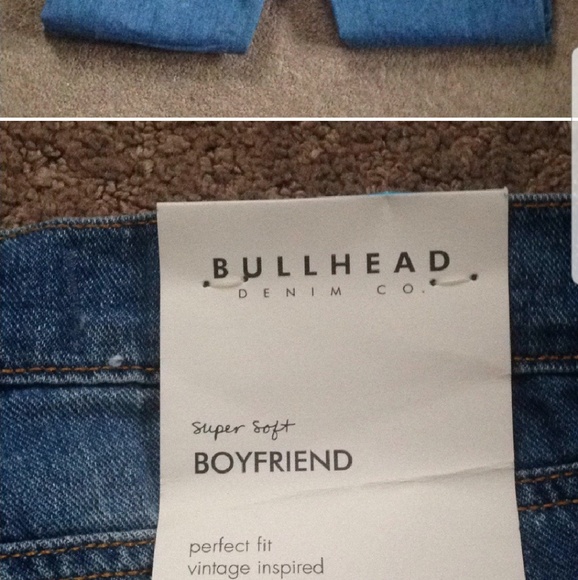 BULLHEAD
DENIM CO.
super soft
BOYFRIEND
perfect fit
vintage inspired